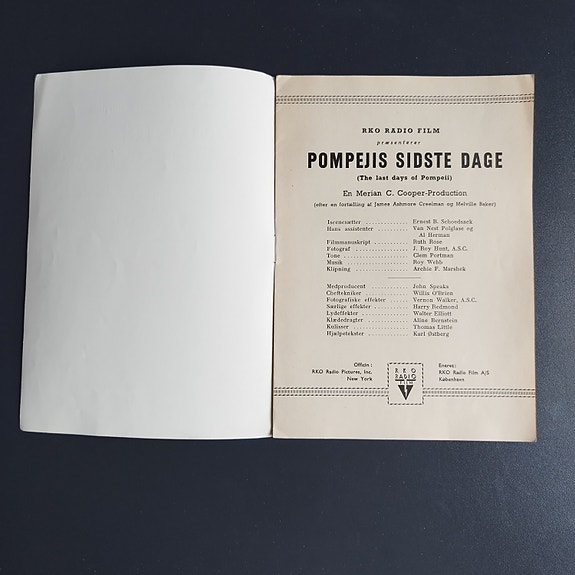 RKO RADIO FILM
præsenterer
POMPEJIS SIDSTE DAGE
(The last days of Pompeii)
En Merian C. Cooper-Production
(efter en fortælling af James Ashmore Creelman og Melville Baker)
Iscenesætter .......... Ernest B. Schoedsack
Hans assistenter ....... Van Nest Polglase og
Al Herman
Filmmanuskript ........ Ruth Rose
Fotograf ............. J. Roy Hunt, A.S.C.
Tone ................ Clem Portman
Musik ............... Roy Webb
Klipning ............. Archie F. Marshek
Medproducent ......... John Speaks
Cheftekniker .......... Willis O'Brien
Fotografiske effekter .... Vernon Walker, A.S.C.
Særlige effekter ........ Harry Redmond
Lydeffekter ........... Walter Elliott
Klædedragter .......... Aline Bernstein
Kulisser .............. Thomas Little
Hjælpetekster ......... Karl Østberg
Officin :
RKO Radio Pictures, Inc.
New York
RKO
RADIO
FILM
Eneret:
RKO Radio Film A/S
København